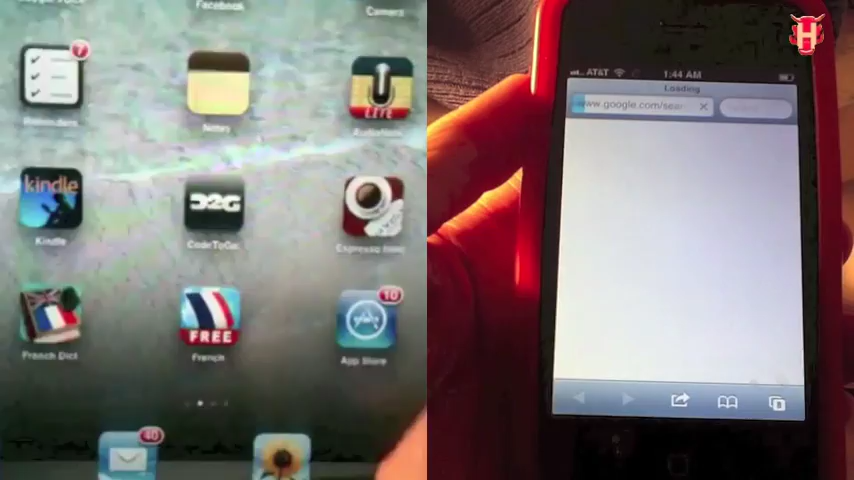 Facebook
Camera
7
Notes
LITE
kindle
Kindle
C2G
CodeToGo
French Dict
FREE
French
10
App Store
40
AT&T
1:44 AM
Loading
www.google.com/sear
H